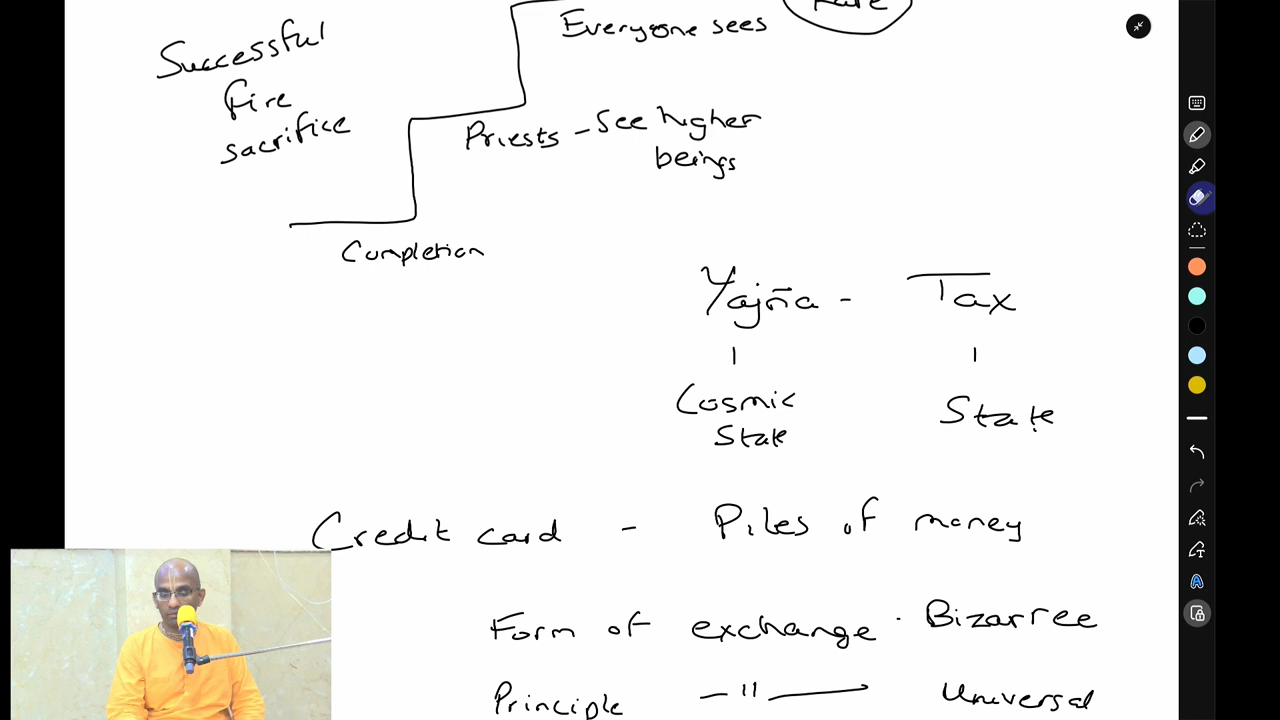 Rare
Everyone sees
Successful
fire
sacrifice
Priests - See higher
beings
Completion
Yajña - Tax
Cosmic
State
State
Credit card - Piles of money
Form of exchange . Bizarree
Principle — " — Universal
A